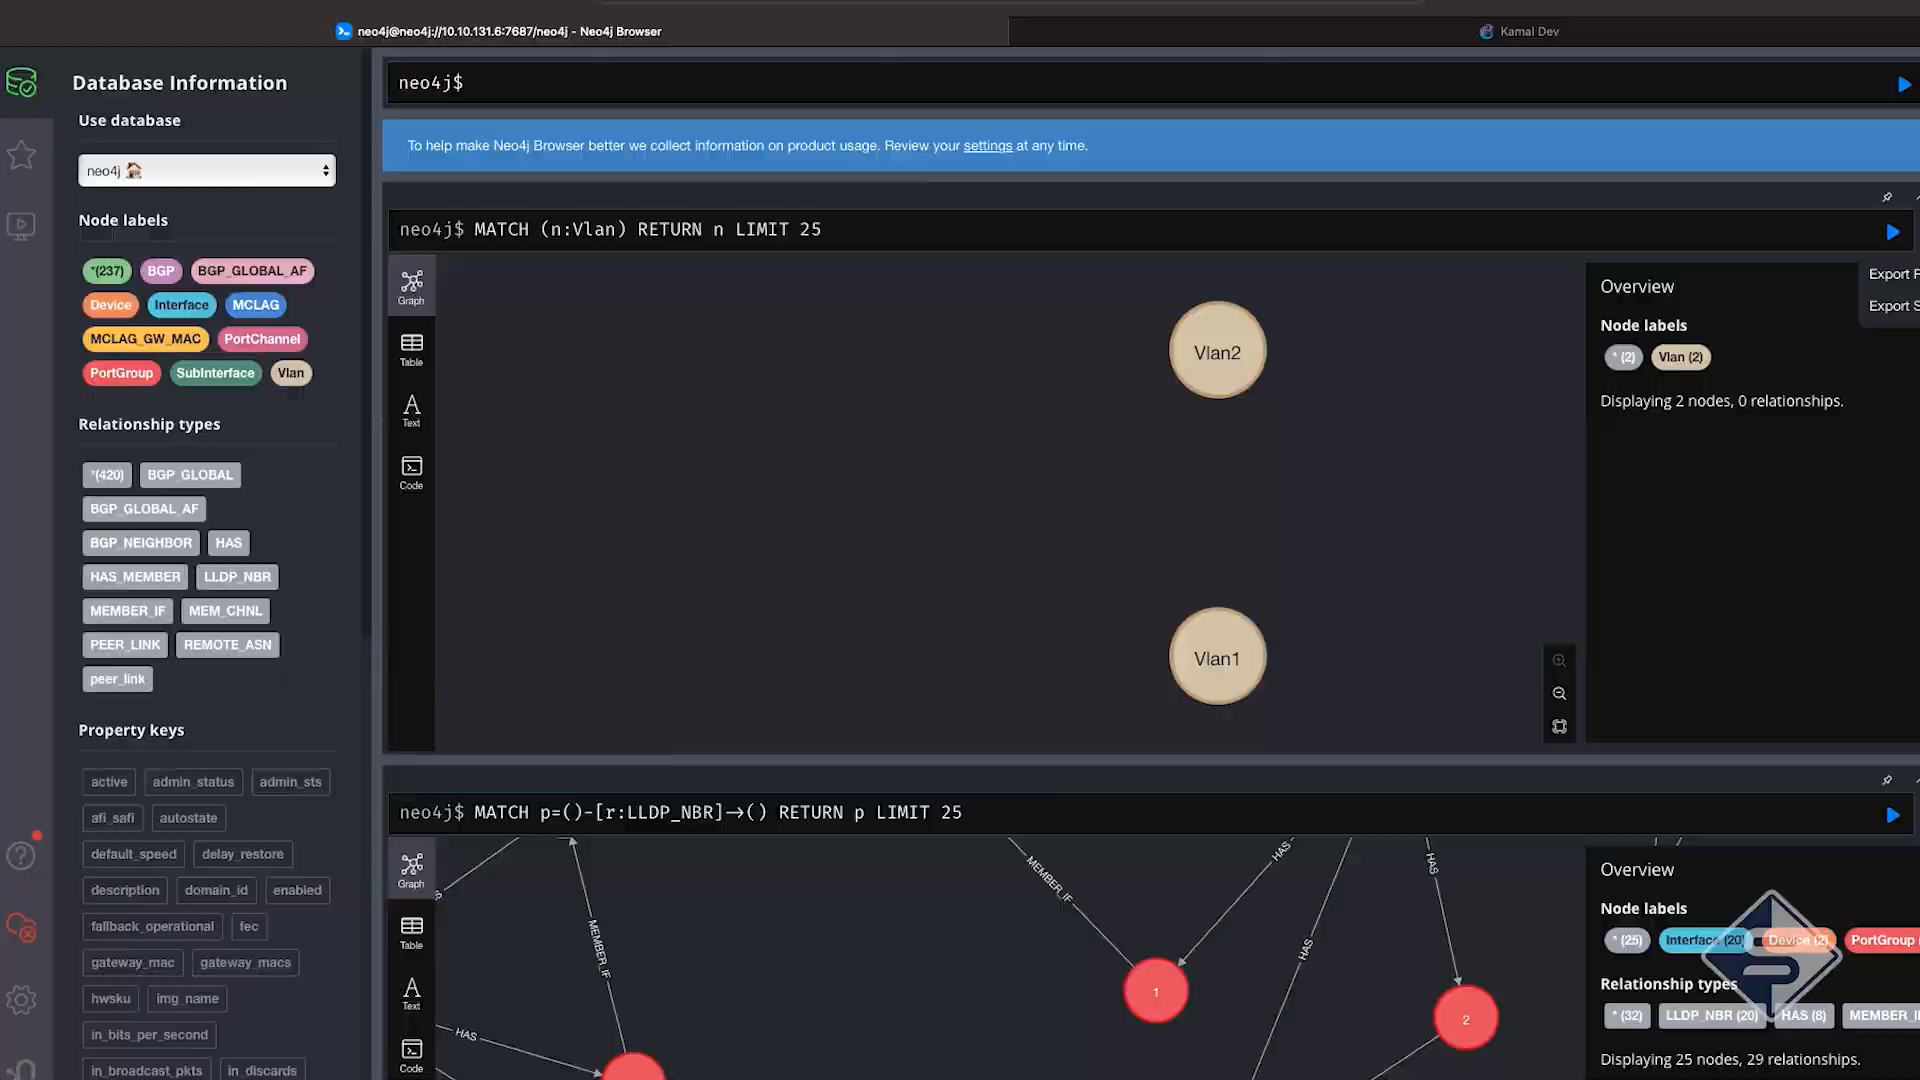 neo4j@neo4j://10.10.131.6:7687/neo4j - Neo4j Browser
Kamal Dev
Database Information
Use database
neo4j
Node labels
*(237) BGP BGP_GLOBAL_AF
Device Interface MCLAG
MCLAG_GW_MAC PortChannel
PortGroup SubInterface Vlan
Relationship types
*(420) BGP_GLOBAL
BGP_GLOBAL_AF
BGP_NEIGHBOR HAS
HAS_MEMBER LLDP_NBR
MEMBER_IF MEM_CHNL
PEER_LINK REMOTE_ASN
peer_link
Property keys
active admin_status admin_sts
afi_safi autostate
default_speed delay_restore
description domain_id enabled
fallback_operational fec
gateway_mac gateway_macs
hwsku img_name
in_bits_per_second
in_broadcast_pkts in_discards
neo4j$
To help make Neo4j Browser better we collect information on product usage. Review your settings at any time.
neo4j$ MATCH (n:Vlan) RETURN n LIMIT 25
Graph
Table
Text
Code
Vlan2
Vlan1
Overview
Node labels
* (2) Vlan (2)
Displaying 2 nodes, 0 relationships.
Export
Export
neo4j$ MATCH p=()-[r:LLDP_NBR]->() RETURN p LIMIT 25
Graph
Table
Text
Code
MEMBER_IF
HAS
HAS
MEMBER_IF
HAS
HAS
1
2
Overview
Node labels
* (25) Interface (20) Device (2) PortGroup
Relationship types
* (32) LLDP_NBR (20) HAS (8)
Displaying 25 nodes, 29 relationships.